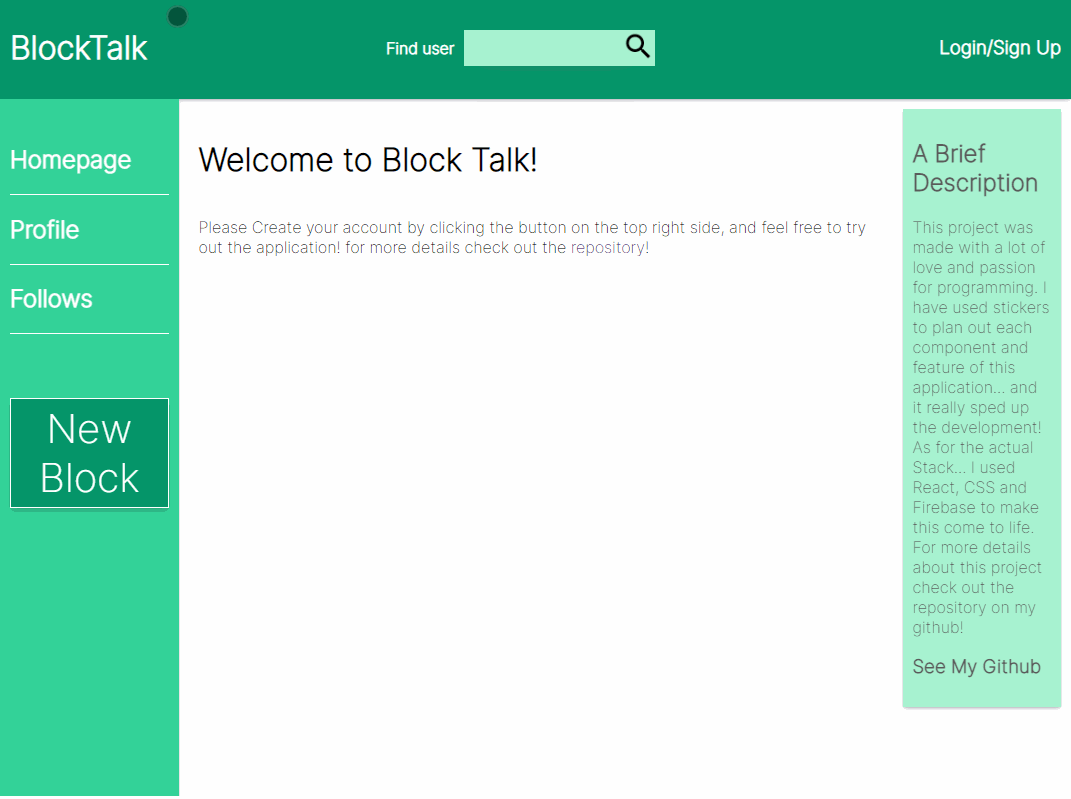 BlockTalk
Find user
Login/Sign Up
Homepage
Profile
Follows
New
Block
Welcome to Block Talk!
Please Create your account by clicking the button on the top right side, and feel free to try
out the application! for more details check out the repository!
A Brief
Description
This project was
made with a lot of
love and passion
for programming. I
have used stickers
to plan out each
component and
feature of this
application... and
it really sped up
the development!
As for the actual
Stack... I used
React, CSS and
Firebase to make
this come to life.
For more details
about this project
check out the
repository on my
github!
See My Github